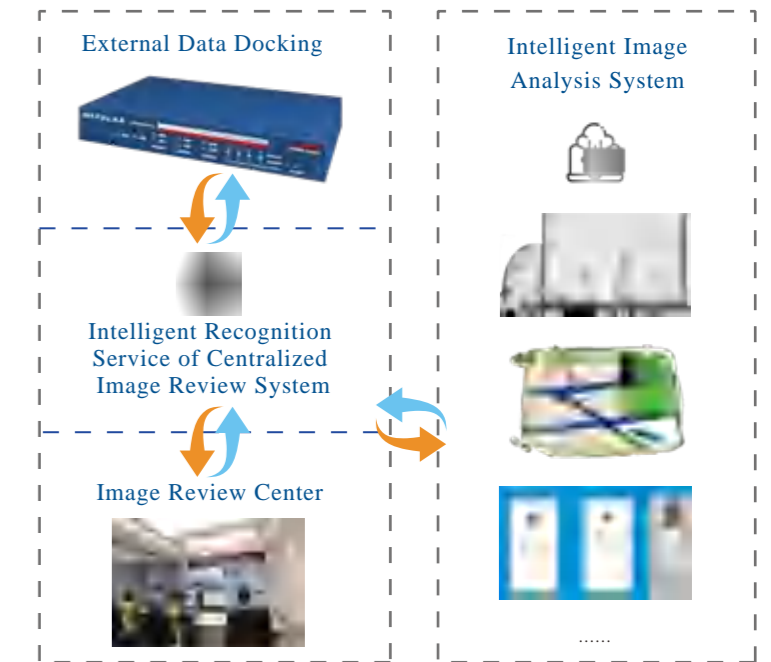 External Data Docking
Intelligent Recognition
Service of Centralized
Image Review System
Image Review Center
Intelligent Image
Analysis System
......